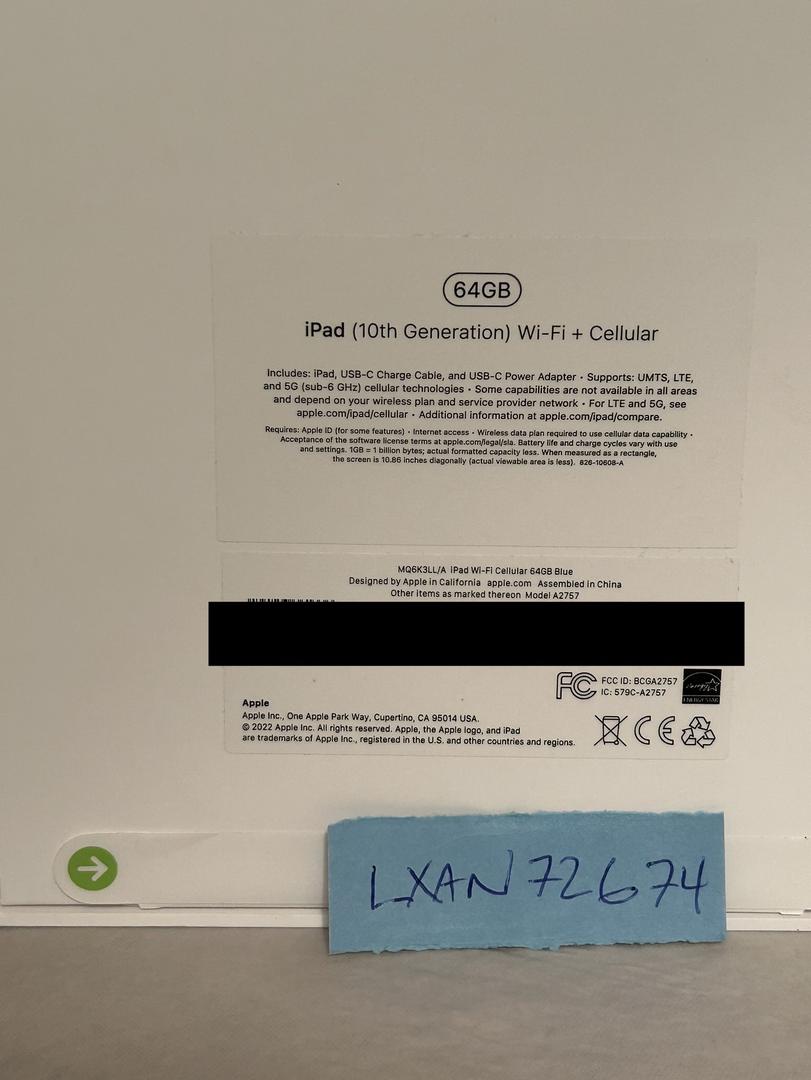 64GB
iPad (10th Generation) Wi-Fi + Cellular
Includes: iPad, USB-C Charge Cable, and USB-C Power Adapter • Supports: UMTS, LTE,
and 5G (sub-6 GHz) cellular technologies • Some capabilities are not available in all areas
and depend on your wireless plan and service provider network • For LTE and 5G, see
apple.com/ipad/cellular • Additional information at apple.com/ipad/compare.
Requires: Apple ID (for some features) • Internet access • Wireless data plan required to use cellular data capability •
Acceptance of the software license terms at apple.com/legal/sla. Battery life and charge cycles vary with use
and settings. 1GB = 1 billion bytes; actual formatted capacity less. When measured as a rectangle,
the screen is 10.86 inches diagonally (actual viewable area is less). 826-10608-A
MQ6K3LL/A iPad Wi-Fi Cellular 64GB Blue
Designed by Apple in California apple.com Assembled in China
Other items as marked thereon Model A2757
FC
FCC ID: BCGA2757
IC: 579C-A2757
energy
ENERGY STAR
Apple
Apple Inc., One Apple Park Way, Cupertino, CA 95014 USA.
© 2022 Apple Inc. All rights reserved. Apple, the Apple logo, and iPad
are trademarks of Apple Inc., registered in the U.S. and other countries and regions.
CE
LXAN72674